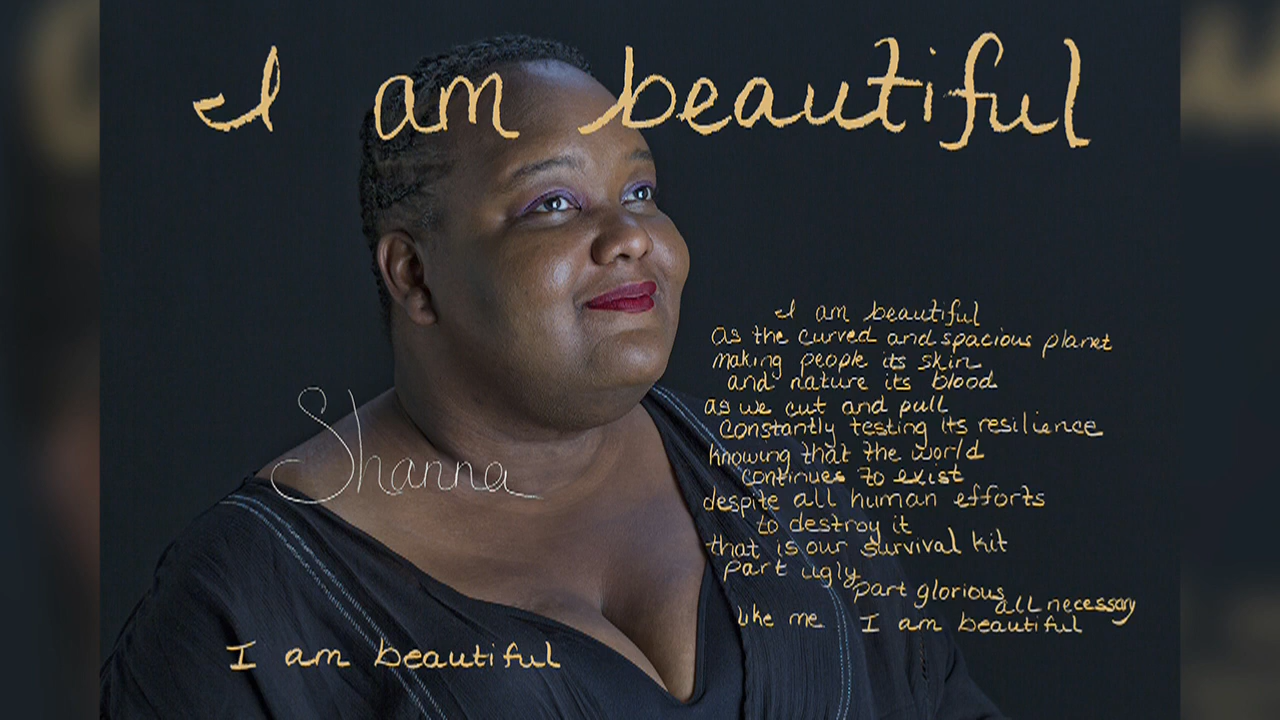 I am beautiful
I am beautiful
as the curved and spacious planet
making people its skin
and nature its blood
as we cut and pull
constantly testing its resilience
knowing that the world
continues to exist
despite all human efforts
to destroy it
that is our survival kit
part ugly
part glorious
all necessary
Like me I am beautiful
Shanna
I am beautiful